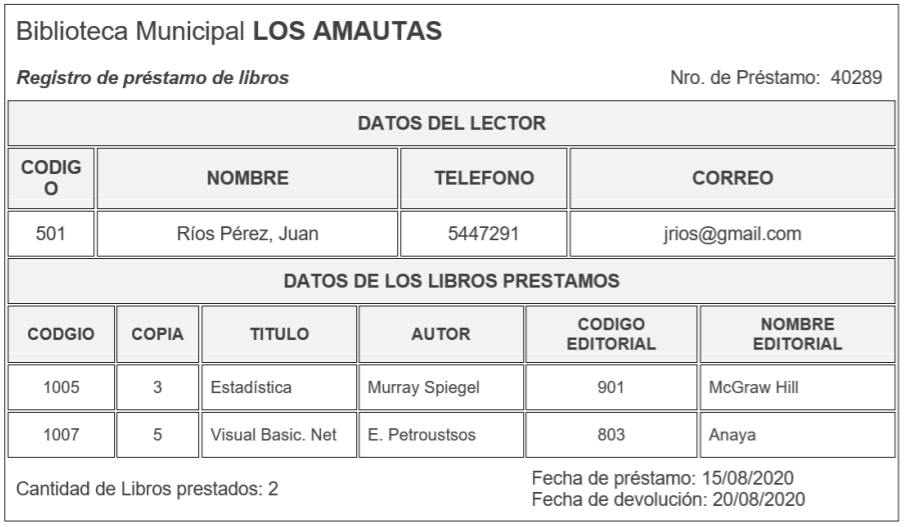 Biblioteca Municipal LOS AMAUTAS
Registro de préstamo de libros Nro. de Préstamo: 40289
DATOS DEL LECTOR
CODIG
O NOMBRE TELEFONO CORREO
501 Ríos Pérez, Juan 5447291 jrios@gmail.com
DATOS DE LOS LIBROS PRESTAMOS
CODGIO COPIA TITULO AUTOR CODIGO
EDITORIAL NOMBRE
EDITORIAL
1005 3 Estadística Murray Spiegel 901 McGraw Hill
1007 5 Visual Basic. Net E. Petroustsos 803 Anaya
Cantidad de Libros prestados: 2
Fecha de préstamo: 15/08/2020
Fecha de devolución: 20/08/2020